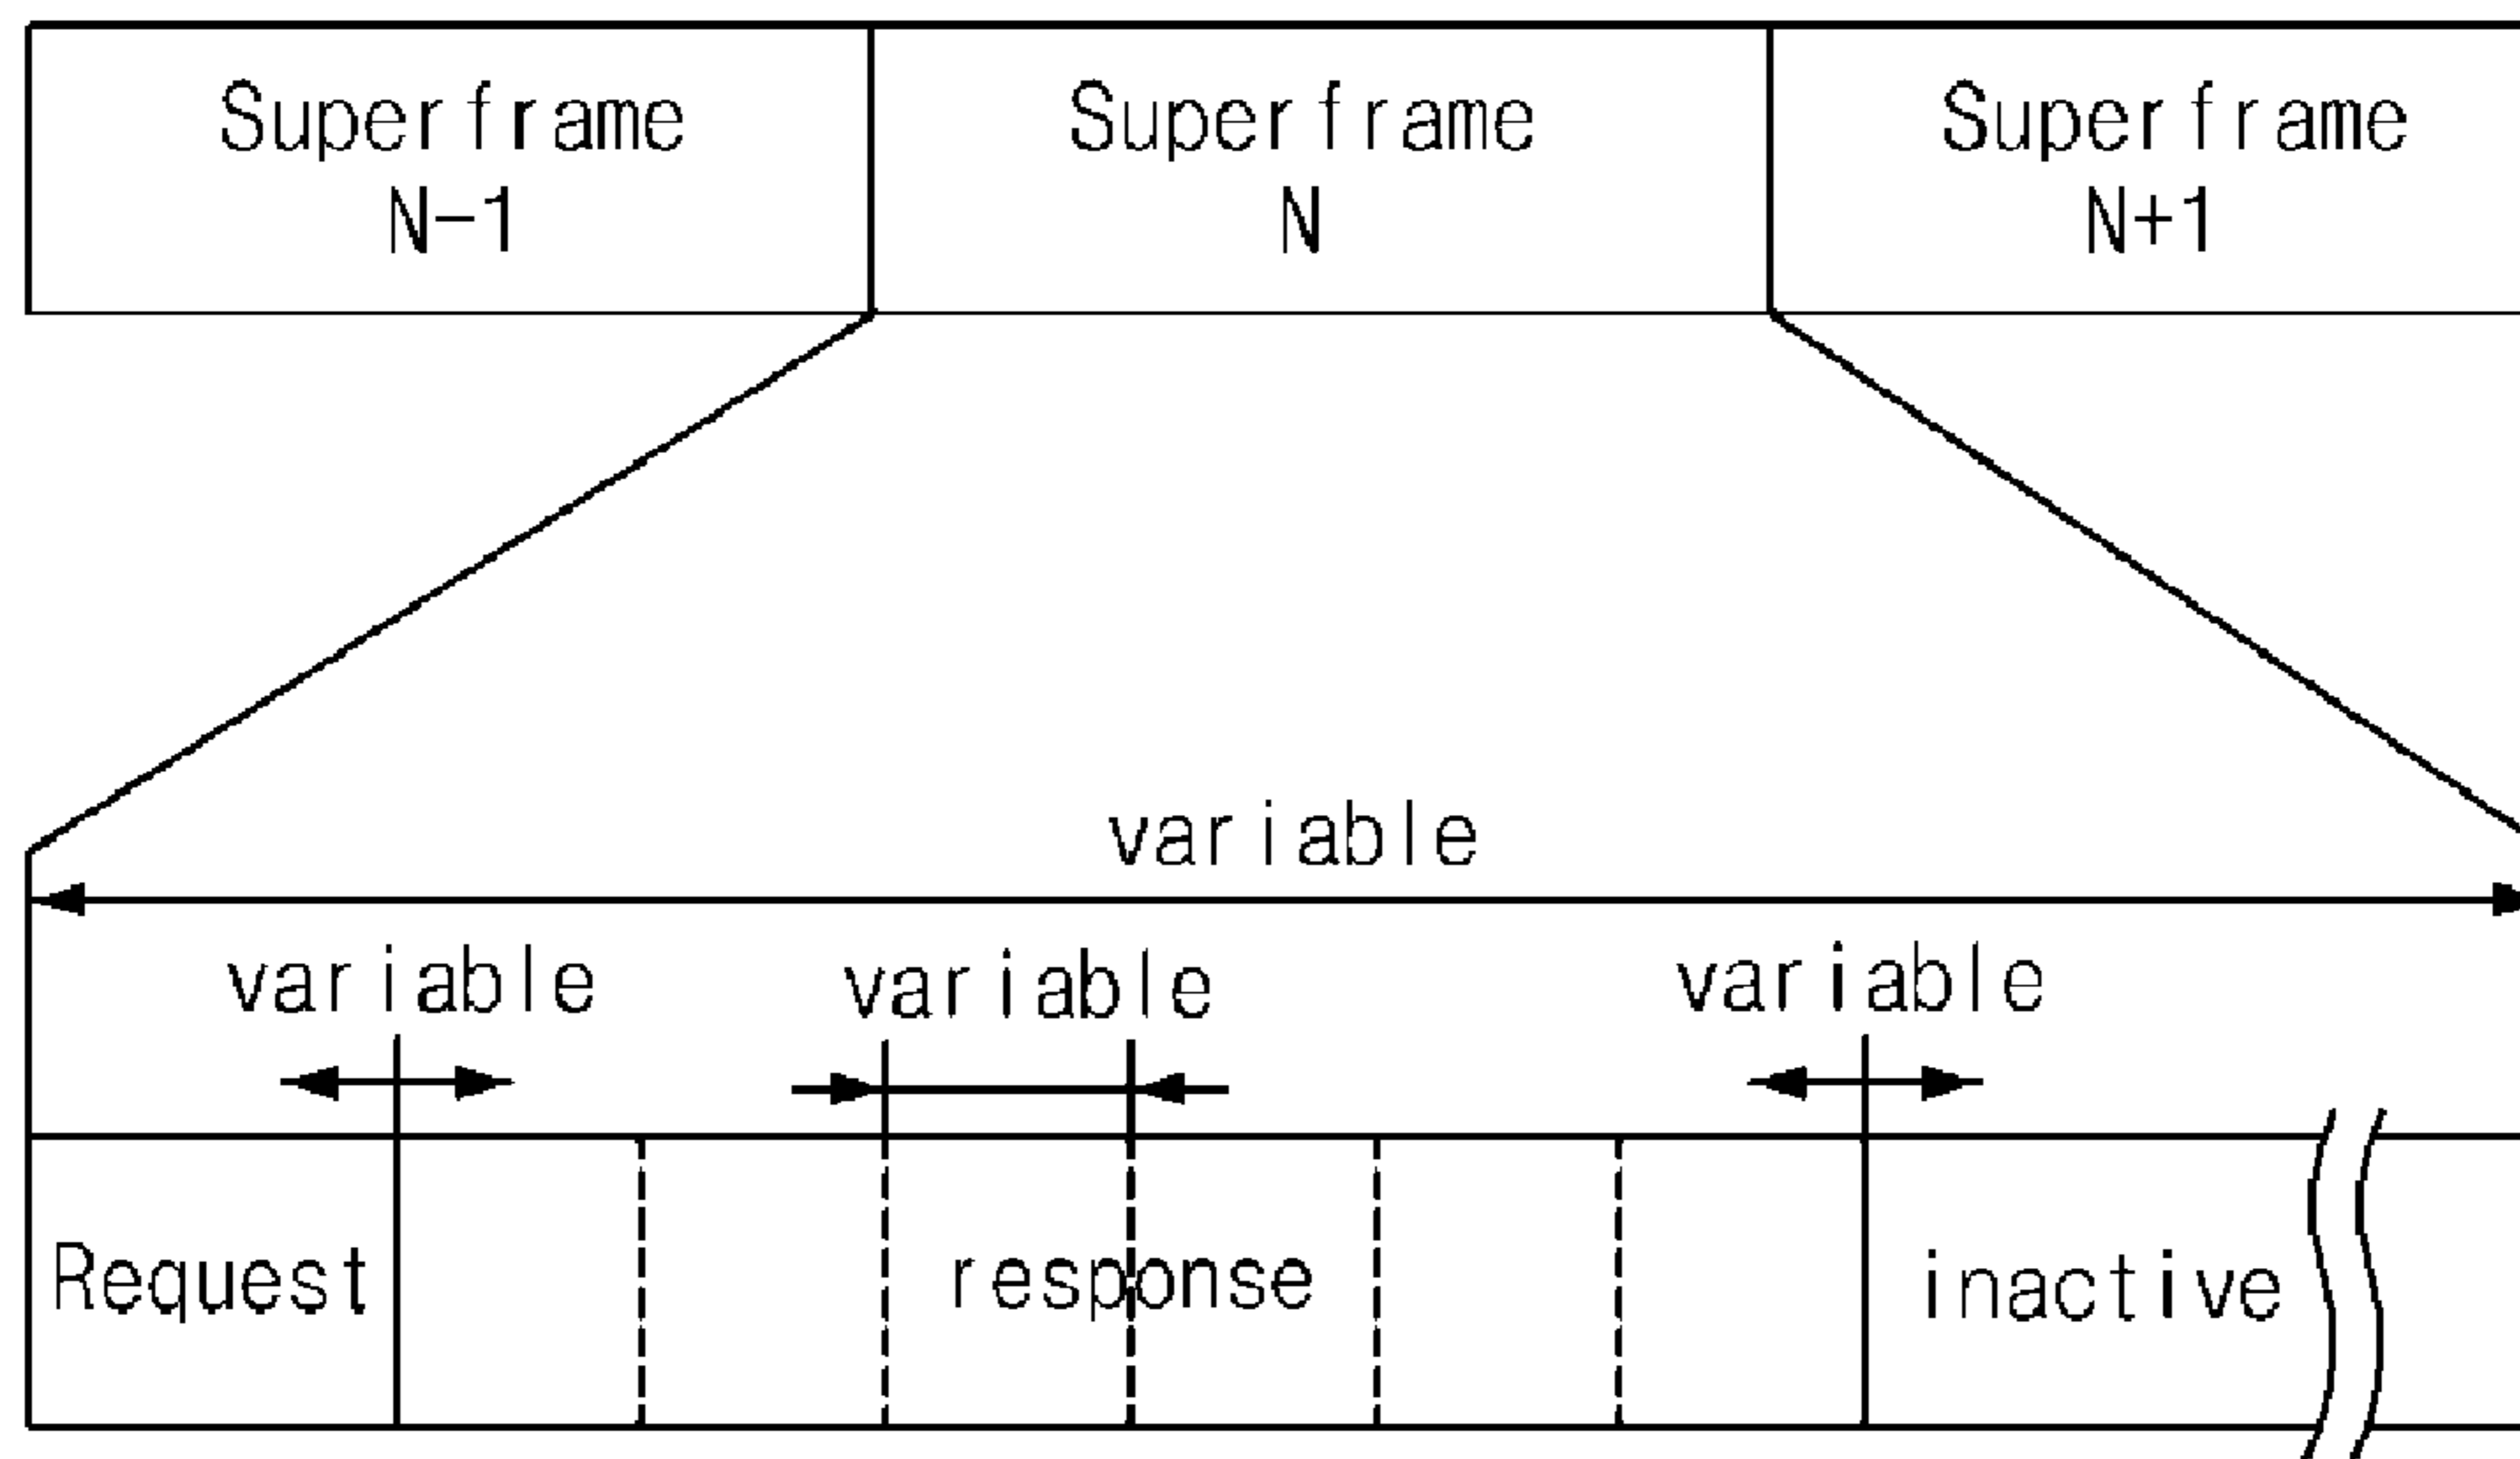 Superframe
N-1
Superframe
N
Superframe
N+1
variable
variable
variable
variable
Request
response
inactive